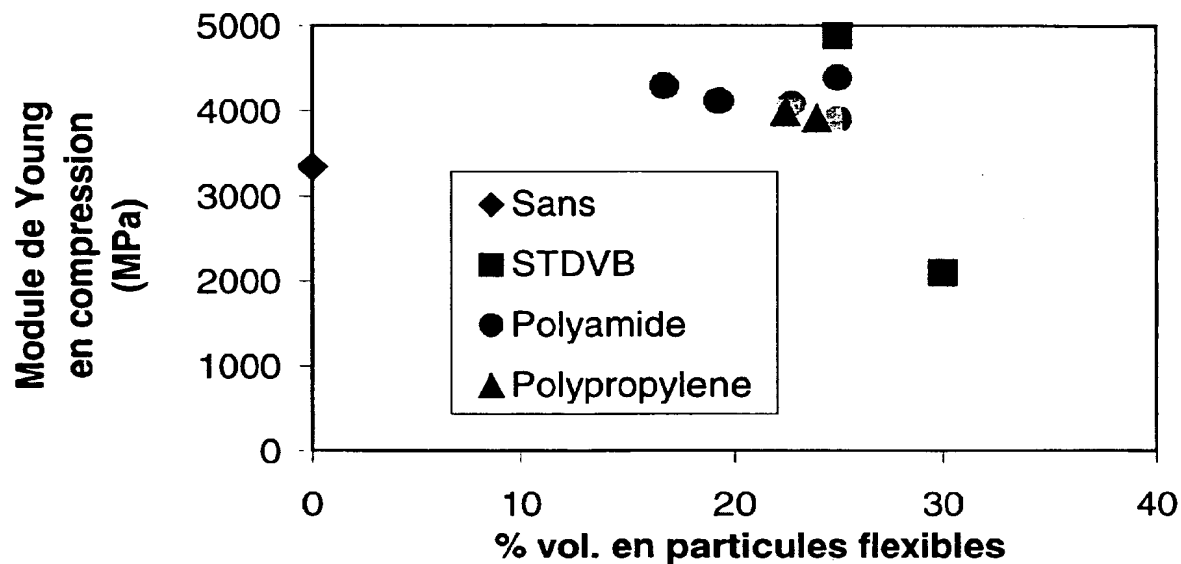 Module de Young
en compression
(MPa)
5000
4000
3000
2000
1000
0
Sans
STDVB
Polyamide
Polypropylene
0 10 20 30 40
% vol. en particules flexibles